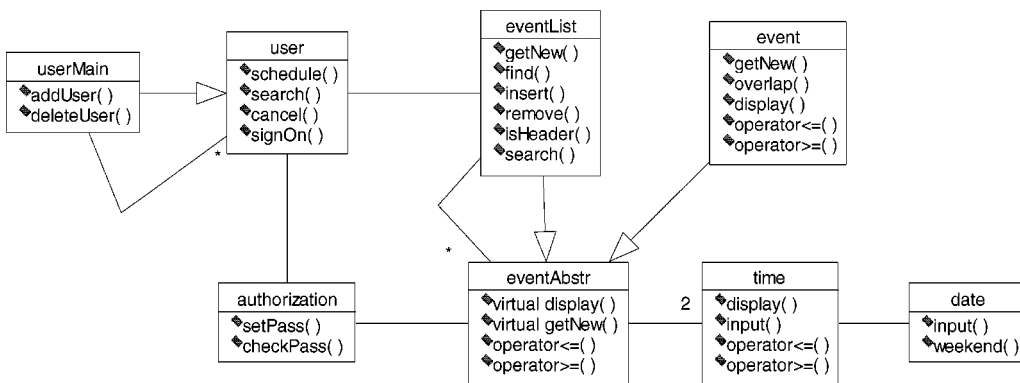 userMain
addUser( )
deleteUser( )
user
schedule( )
search( )
cancel( )
signOn( )
*
eventList
getNew( )
find( )
insert( )
remove( )
isHeader( )
search( )
*
event
getNew( )
overlap( )
display( )
operator<=( )
operator>=( )
authorization
setPass( )
checkPass( )
eventAbstr
virtual display( )
virtual getNew( )
operator<=( )
operator>=( )
2
time
display( )
input( )
operator<=( )
operator>=( )
date
input( )
weekend( )